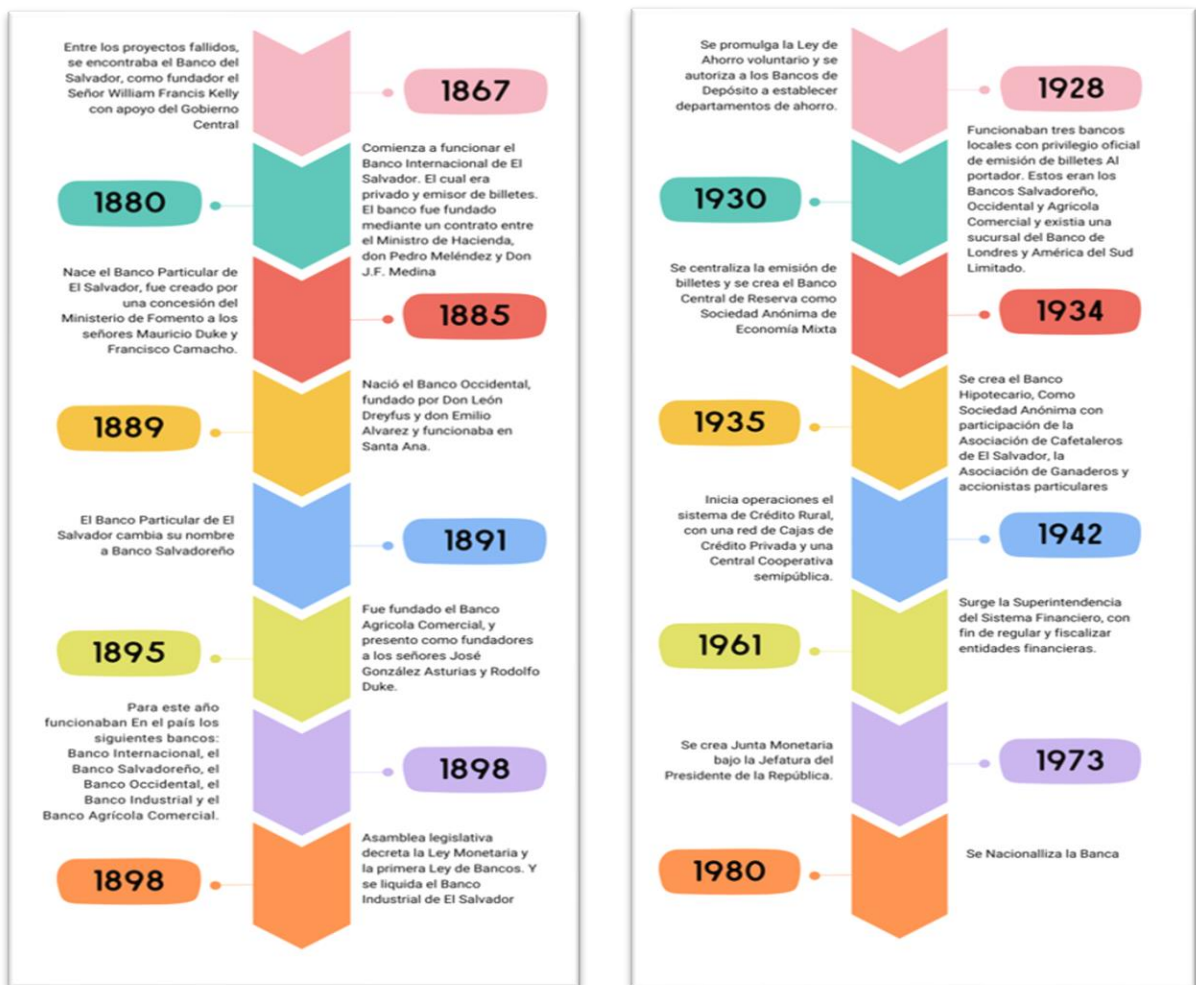 Entre los proyectos fallidos,
se encontraba el Banco del
Salvador, como fundador el
Señor William Francis Kelly
con apoyo del Gobierno
Central
1867
Comienza a funcionar el
Banco Internacional de El
Salvador. El cual era
privado y emisor de billetes.
El banco fue fundado
mediante un contrato entre
el Ministro de Hacienda,
don Pedro Meléndez y Don
J.F. Medina
1880
Nace el Banco Particular de
El Salvador, fue creado por
una concesión del
Ministerio de Fomento a los
señores Mauricio Duke y
Francisco Camacho.
1885
Nació el Banco Occidental,
fundado por Don León
Dreyfus y don Emilio
Alvarez y funcionaba en
Santa Ana.
1889
El Banco Particular de El
Salvador cambia su nombre
a Banco Salvadoreño
1891
Fue fundado el Banco
Agricola Comercial, y
presento como fundadores
a los señores José
González Asturias y Rodolfo
Duke.
1895
Para este año
funcionaban En el país los
siguientes bancos:
Banco Internacional, el
Banco Salvadoreño, el
Banco Occidental, el
Banco Industrial y el
Banco Agrícola Comercial.
1898
Asamblea legislativa
decreta la Ley Monetaria y
la primera Ley de Bancos. Y
se liquida el Banco
Industrial de El Salvador
1898
Se promulga la Ley de
Ahorro voluntario y se
autoriza a los Bancos de
Depósito a establecer
departamentos de ahorro.
1928
Funcionaban tres bancos
locales con privilegio oficial
de emisión de billetes Al
portador. Estos eran los
Bancos Salvadoreño,
Occidental y Agricola
Comercial y existia una
sucursal del Banco de
Londres y América del Sud
Limitado.
1930
Se centraliza la emisión de
billetes y se crea el Banco
Central de Reserva como
Sociedad Anónima de
Economía Mixta
1934
Se crea el Banco
Hipotecario, Como
Sociedad Anónima con
participación de la
Asociación de Cafetaleros
de El Salvador, la
Asociación de Ganaderos y
accionistas particulares
1935
Inicia operaciones el
sistema de Crédito Rural,
con una red de Cajas de
Crédito Privada y una
Central Cooperativa
semipública.
1942
Surge la Superintendencia
del Sistema Financiero, con
fin de regular y fiscalizar
entidades financieras.
1961
Se crea Junta Monetaria
bajo la Jefatura del
Presidente de la República.
1973
Se Nacionalliza la Banca
1980